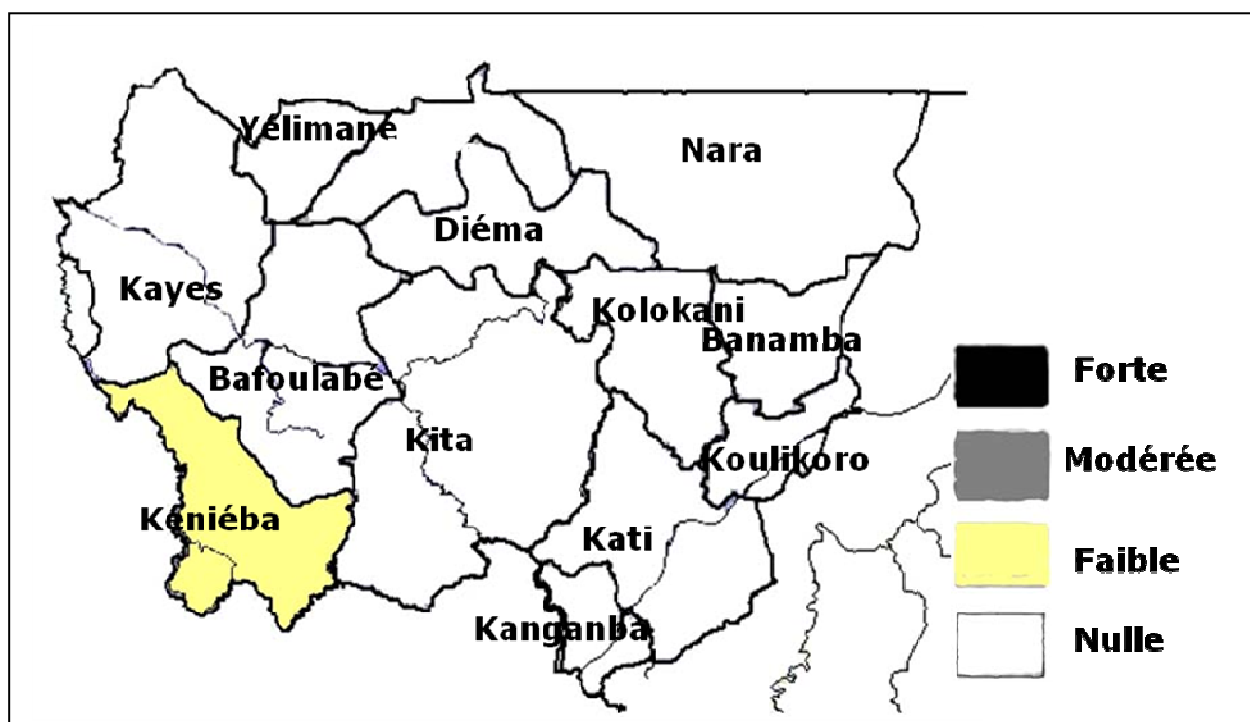 Yélimané
Nara
Diéma
Kayes
Kolokani
Banamba
Bafoulabé
Kita
Koulikoro
Kéniéba
Kati
Kanganba
Forte
Modérée
Faible
Nulle